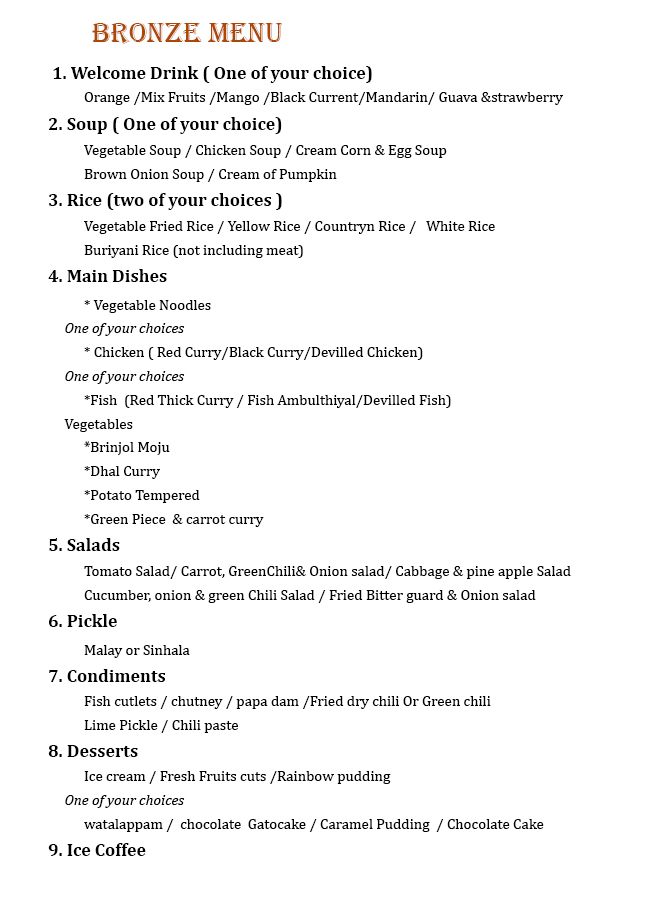 BRONZE MENU
1. Welcome Drink ( One of your choice)
Orange /Mix Fruits /Mango /Black Current/Mandarin/ Guava &strawberry
2. Soup ( One of your choice)
Vegetable Soup / Chicken Soup / Cream Corn & Egg Soup
Brown Onion Soup / Cream of Pumpkin
3. Rice (two of your choices )
Vegetable Fried Rice / Yellow Rice / Countryn Rice /   White Rice
Buriyani Rice (not including meat)
4. Main Dishes
* Vegetable Noodles
One of your choices
* Chicken ( Red Curry/Black Curry/Devilled Chicken)
One of your choices
*Fish  (Red Thick Curry / Fish Ambulthiyal/Devilled Fish)
Vegetables
*Brinjol Moju
*Dhal Curry
*Potato Tempered
*Green Piece  & carrot curry
5. Salads
Tomato Salad/ Carrot, GreenChili& Onion salad/ Cabbage & pine apple Salad
Cucumber, onion & green Chili Salad / Fried Bitter guard & Onion salad
6. Pickle
Malay or Sinhala
7. Condiments
Fish cutlets / chutney / papa dam /Fried dry chili Or Green chili
Lime Pickle / Chili paste
8. Desserts
Ice cream / Fresh Fruits cuts /Rainbow pudding
One of your choices
watalappam /  chocolate  Gatocake / Caramel Pudding  / Chocolate Cake
9. Ice Coffee